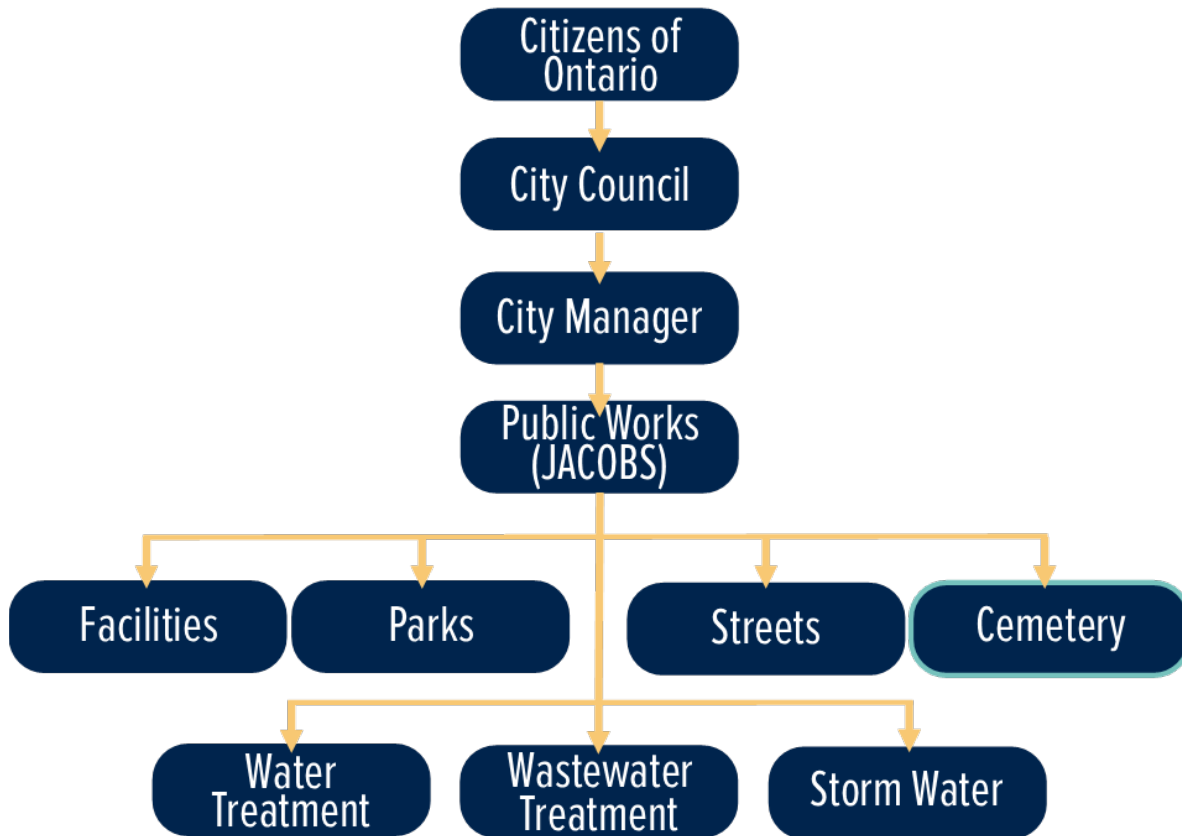 Citizens of
Ontario
City Council
City Manager
Public Works
(JACOBS)
Facilities
Parks
Streets
Cemetery
Water
Treatment
Wastewater
Treatment
Storm Water